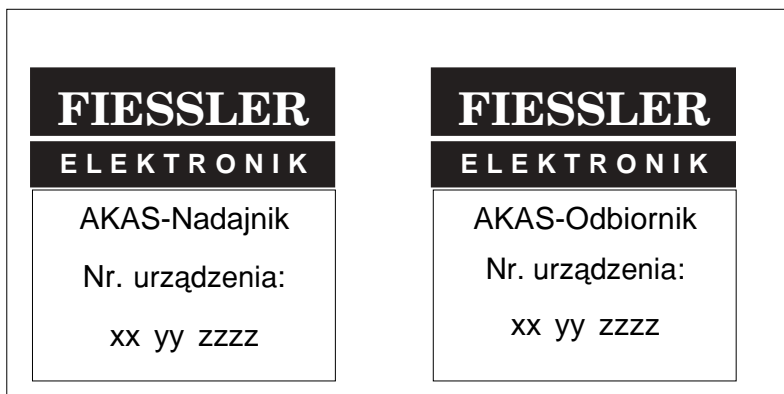 FIESSLER
ELEKTRONIK
AKAS-Nadajnik
Nr. urządzenia:
xx yy zzzz
FIESSLER
ELEKTRONIK
AKAS-Odbiornik
Nr. urządzenia:
xx yy zzzz